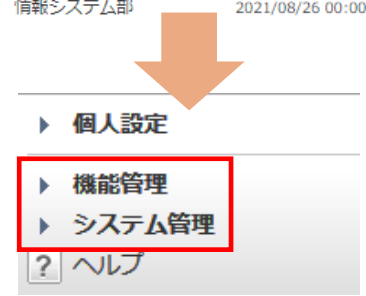 情報システム部 2021/08/26 00:00
個人設定
機能管理
システム管理
? ヘルプ